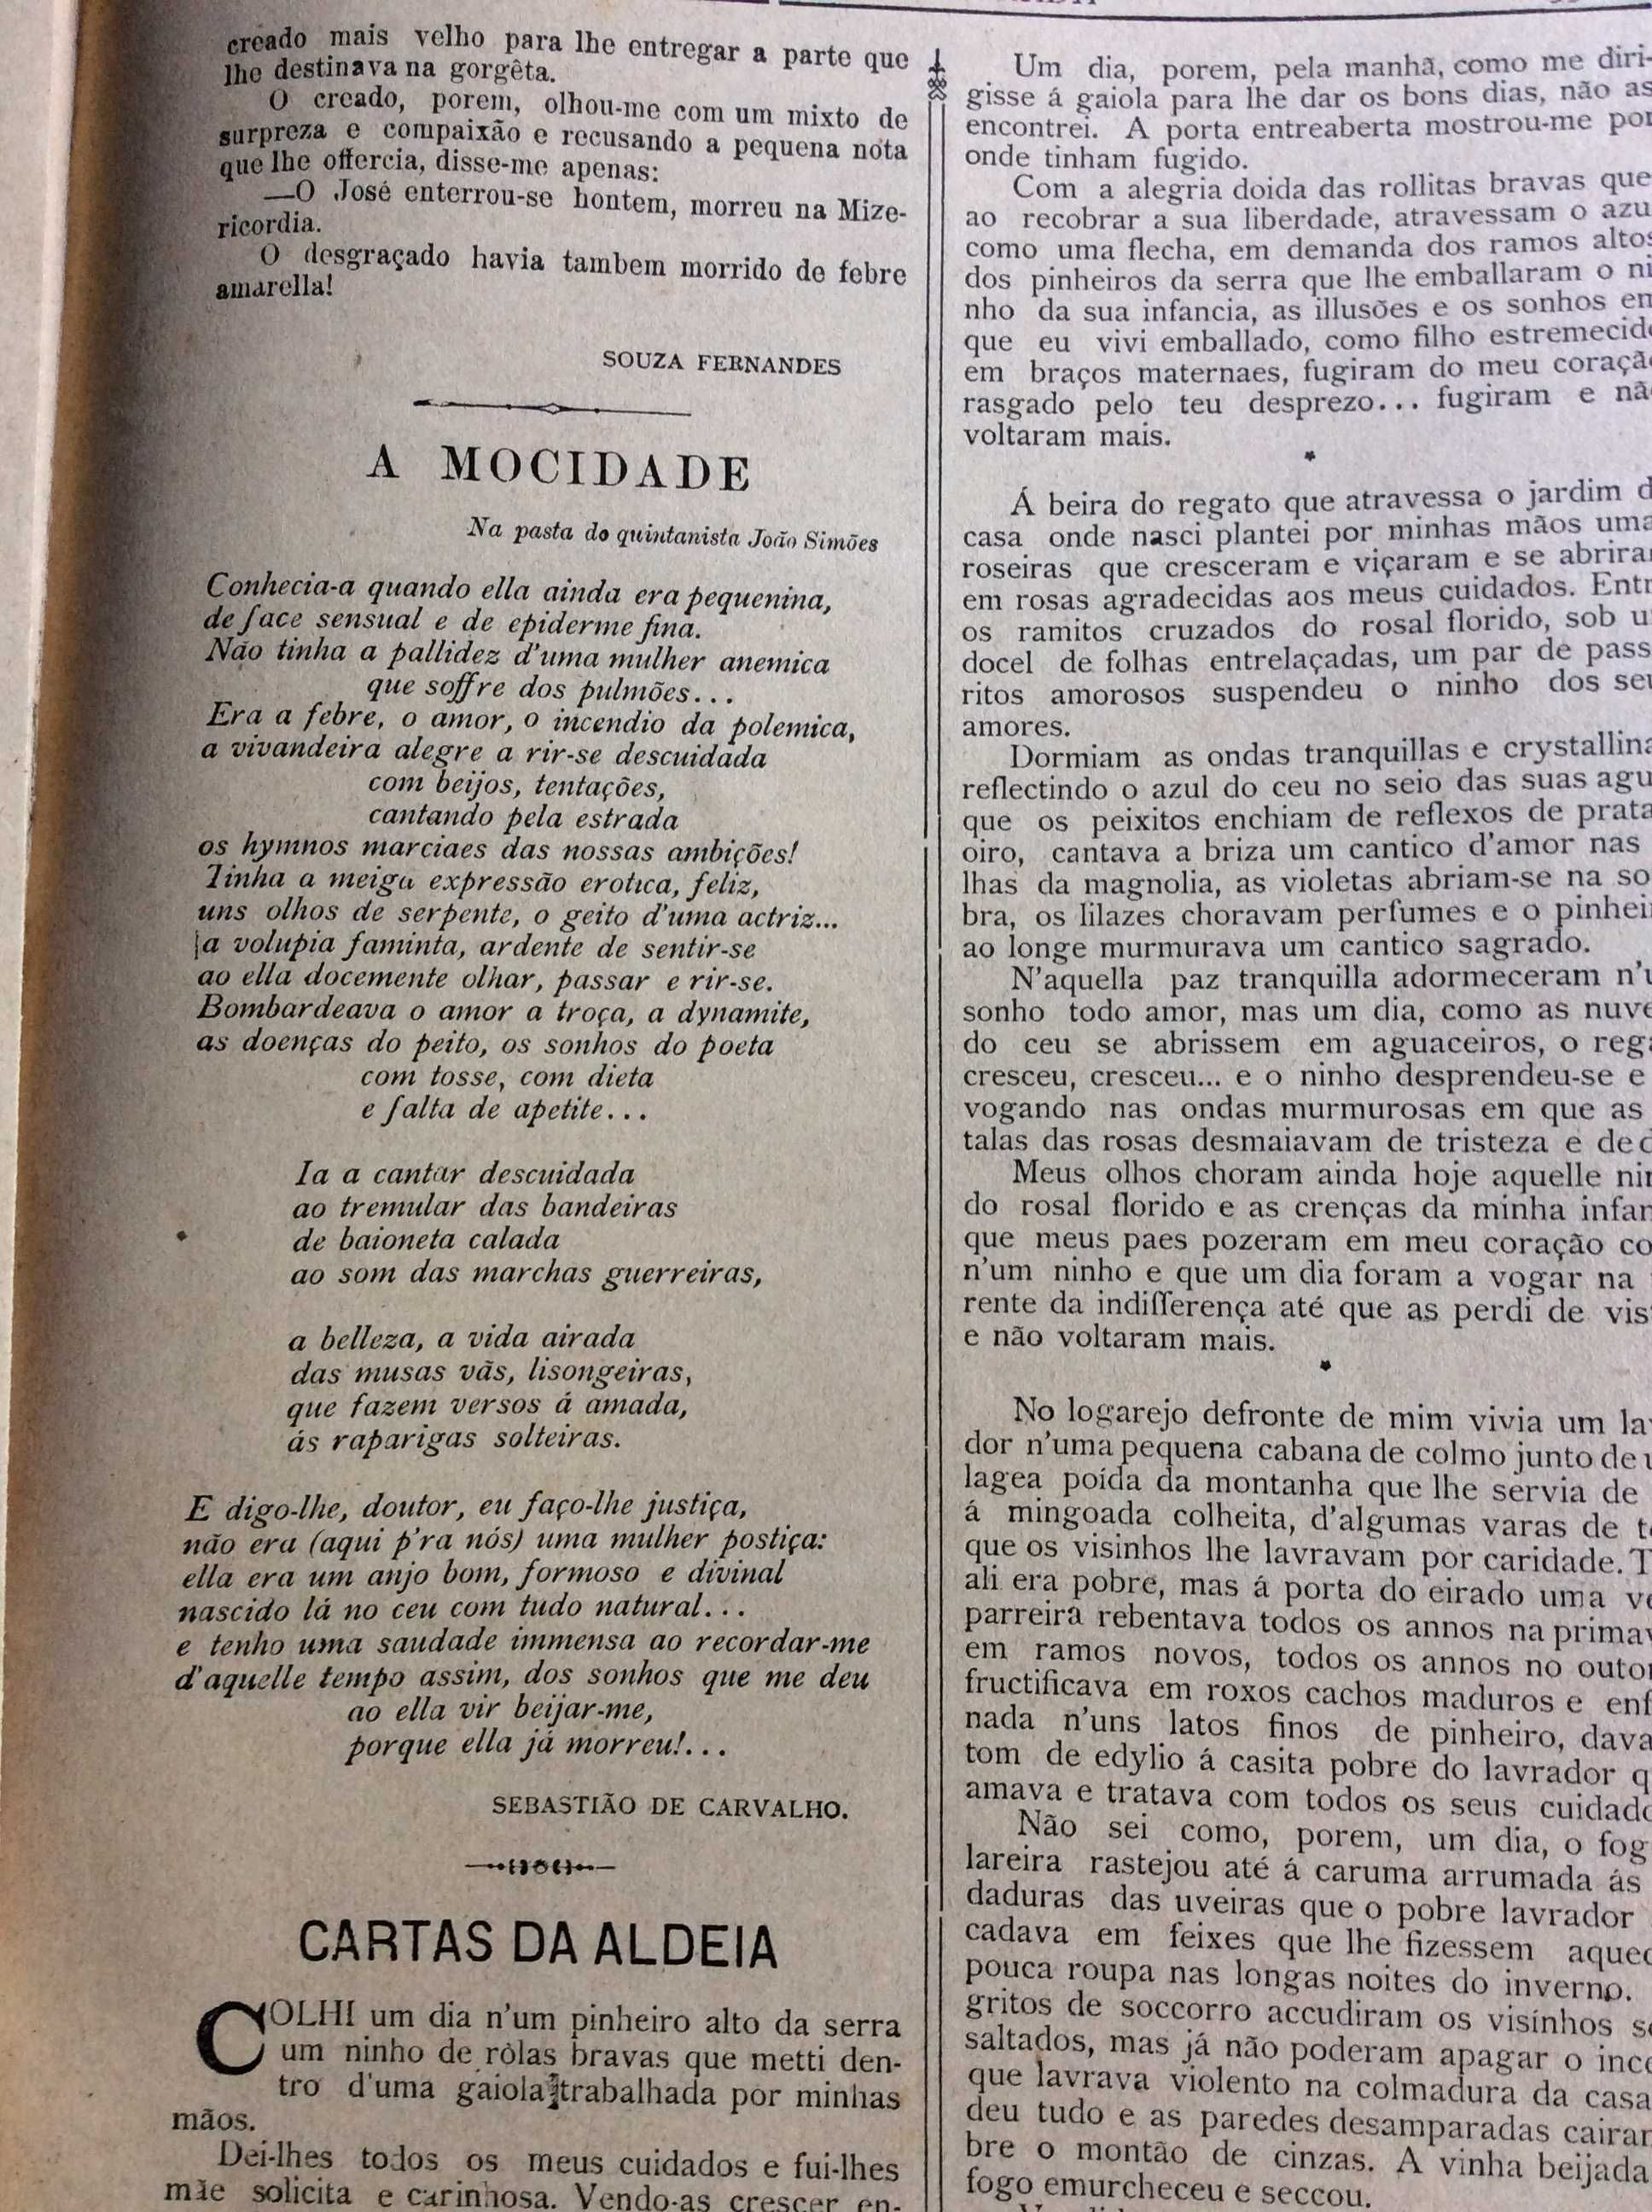 creado mais velho para lhe entregar a parte que
lhe destinava na gorgêta.
O creado, porem, olhou-me com um mixto de
surpreza e compaixão e recusando a pequena nota
que lhe offercia, disse-me apenas:
—O José enterrou-se hontem, morreu na Mize-
ricordia.
O desgraçado havia tambem morrido de febre
amarella!
SOUZA FERNANDES
A MOCIDADE
Na pasta do quintanista João Simões
Conhecia-a quando ella ainda era pequenina,
de face sensual e de epiderme fina.
Não tinha a pallidez d'uma mulher anemica
que soffre dos pulmões...
Era a febre, o amor, o incendio da polemica,
a vivandeira alegre a rir-se descuidada
com beijos, tentações,
cantando pela estrada
os hymnos marciaes das nossas ambições!
Tinha a meiga expressão erotica, feliz,
uns olhos de serpente, o geito d'uma actriz...
a volupia faminta, ardente de sentir-se
ao ella docemente olhar, passar e rir-se.
Bombardeava o amor a troça, a dynamite,
as doenças do peito, os sonhos do poeta
com tosse, com dieta
e falta de apetite...
Ia a cantar descuidada
ao tremular das bandeiras
de baioneta calada
ao som das marchas guerreiras,
a belleza, a vida airada
das musas vãs, lisongeiras,
que fazem versos á amada,
ás raparigas solteiras.
E digo-lhe, doutor, eu faço-lhe justiça,
não era (aqui p'ra nós) uma mulher postiça:
ella era um anjo bom, formoso e divinal
nascido lá no ceu com tudo natural...
e tenho uma saudade immensa ao recordar-me
d'aquelle tempo assim, dos sonhos que me deu
ao ella vir beijar-me,
porque ella já morreu!...
SEBASTIÃO DE CARVALHO.
CARTAS DA ALDEIA
COLHI um dia n'um pinheiro alto da serra
um ninho de rôlas bravas que metti den-
tro d'uma gaiola trabalhada por minhas
mãos.
Dei-lhes todos os meus cuidados e fui-lhes
mãe solicita e carinhosa. Vendo-as crescer en-
Um dia, porem, pela manhã, como me diri-
gisse á gaiola para lhe dar os bons dias, não as
encontrei. A porta entreaberta mostrou-me por
onde tinham fugido.
Com a alegria doida das rollitas bravas que
ao recobrar a sua liberdade, atravessam o azu
como uma flecha, em demanda dos ramos altos
dos pinheiros da serra que lhe emballaram o ni
nho da sua infancia, as illusões e os sonhos em
que eu vivi emballado, como filho estremecido
em braços maternaes, fugiram do meu coração
rasgado pelo teu desprezo... fugiram e não
voltaram mais.
*
Á beira do regato que atravessa o jardim d
casa onde nasci plantei por minhas mãos uma
roseiras que cresceram e viçaram e se abriram
em rosas agradecidas aos meus cuidados. Entr
os ramitos cruzados do rosal florido, sob u
docel de folhas entrelaçadas, um par de pass
ritos amorosos suspendeu o ninho dos seu
amores.
Dormiam as ondas tranquillas e crystallina
reflectindo o azul do ceu no seio das suas agu
que os peixitos enchiam de reflexos de prata
oiro, cantava a briza um cantico d'amor nas
lhas da magnolia, as violetas abriam-se na so
bra, os lilazes choravam perfumes e o pinhei
ao longe murmurava um cantico sagrado.
N'aquella paz tranquilla adormeceram n'u
sonho todo amor, mas um dia, como as nuve
do ceu se abrissem em aguaceiros, o rega
cresceu, cresceu... e o ninho desprendeu-se e
vogando nas ondas murmurosas em que as
talas das rosas desmaiavam de tristeza e de d
Meus olhos choram ainda hoje aquelle nin
do rosal florido e as crenças da minha infan
que meus paes pozeram em meu coração co
n'um ninho e que um dia foram a vogar na
rente da indifferença até que as perdi de vis
e não voltaram mais.
*
No logarejo defronte de mim vivia um la
dor n'uma pequena cabana de colmo junto de u
lagea poída da montanha que lhe servia de
á mingoada colheita, d'algumas varas de te
que os visinhos lhe lavravam por caridade. T
ali era pobre, mas á porta do eirado uma ve
parreira rebentava todos os annos na primav
em ramos novos, todos os annos no outon
fructificava em roxos cachos maduros e enf
nada n'uns latos finos de pinheiro, dava
tom de edylio á casita pobre do lavrador q
amava e tratava com todos os seus cuidado
Não sei como, porem, um dia, o fog
lareira rastejou até á caruma arrumada ás
daduras das uveiras que o pobre lavrador
cadava em feixes que lhe fizessem aquec
pouca roupa nas longas noites do inverno.
gritos de soccorro accudiram os visinhos so
saltados, mas já não poderam apagar o ince
que lavrava violento na colmadura da casa
deu tudo e as paredes desamparadas cairam
bre o montão de cinzas. A vinha beijada
fogo emurcheceu e seccou.